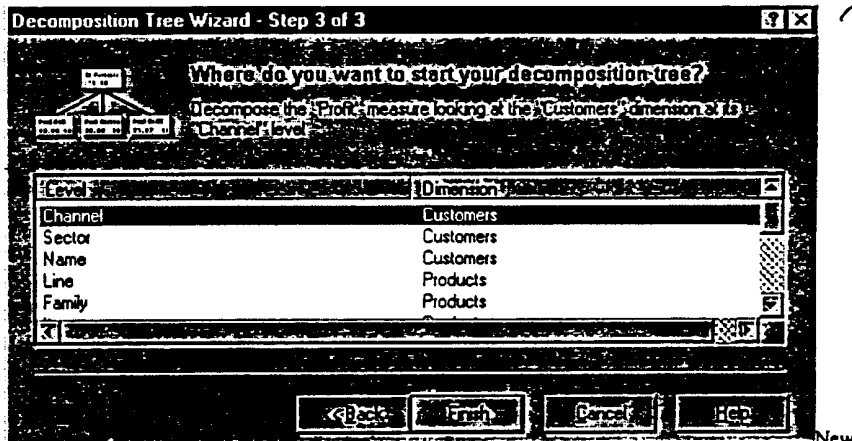 Decomposition Tree Wizard - Step 3 of 3
Where do you want to start your decomposition tree?
Decompose the "Profit" measure looking at the "Customers" dimension at its
"Channel" level
Level Dimension
Channel Customers
Sector Customers
Name Customers
Line Products
Family Products
<Back Finish Cancel Help
New